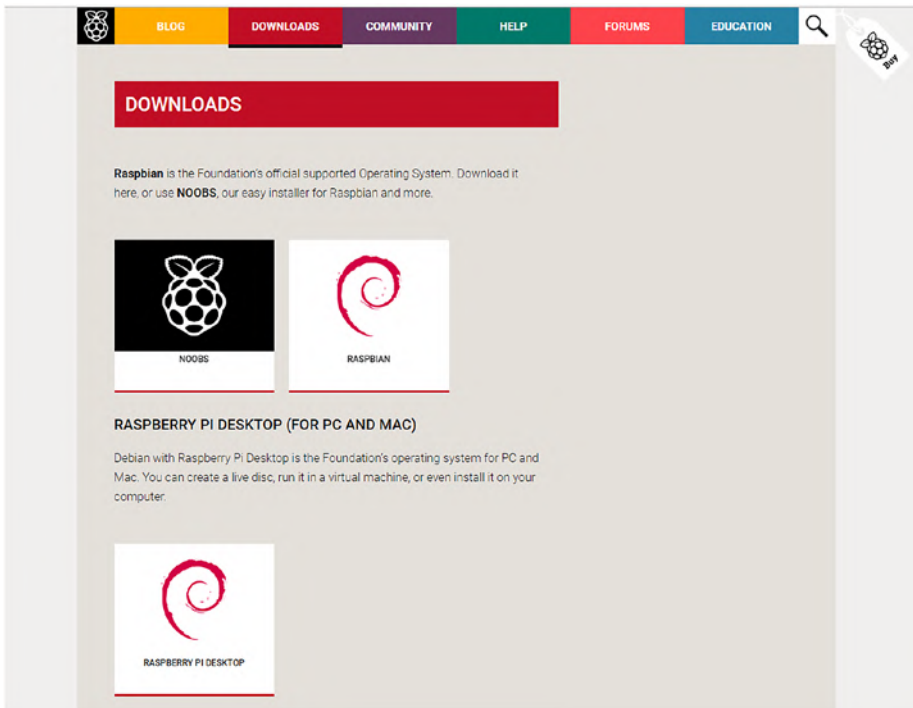 BLOG DOWNLOADS COMMUNITY HELP FORUMS EDUCATION
Buy
DOWNLOADS
Raspbian is the Foundation's official supported Operating System. Download it
here, or use NOOBS, our easy installer for Raspbian and more.
NOOBS RASPBIAN
RASPBERRY PI DESKTOP (FOR PC AND MAC)
Debian with Raspberry Pi Desktop is the Foundation's operating system for PC and
Mac. You can create a live disc, run it in a virtual machine, or even install it on your
computer.
RASPBERRY PI DESKTOP